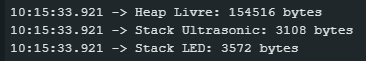 10:15:33.921 -> Heap Livre: 154516 bytes
10:15:33.921 -> Stack Ultrasonic: 3108 bytes
10:15:33.921 -> Stack LED: 3572 bytes